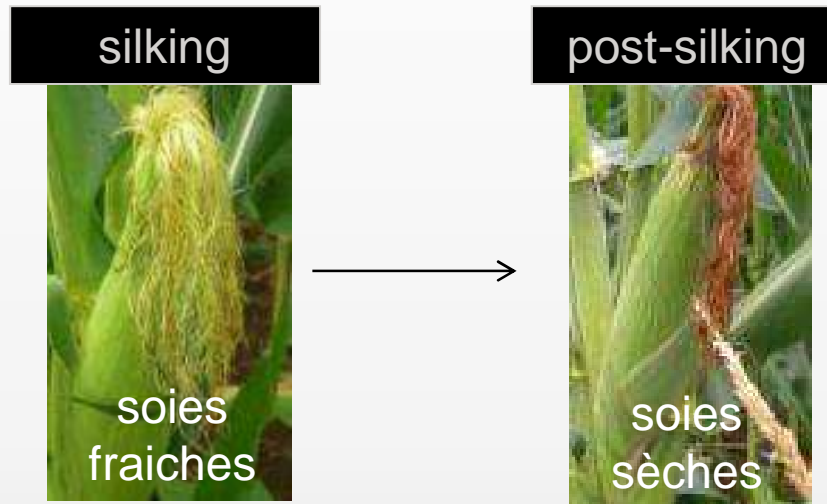 silking
post-silking
soies
fraiches
soies
sèches